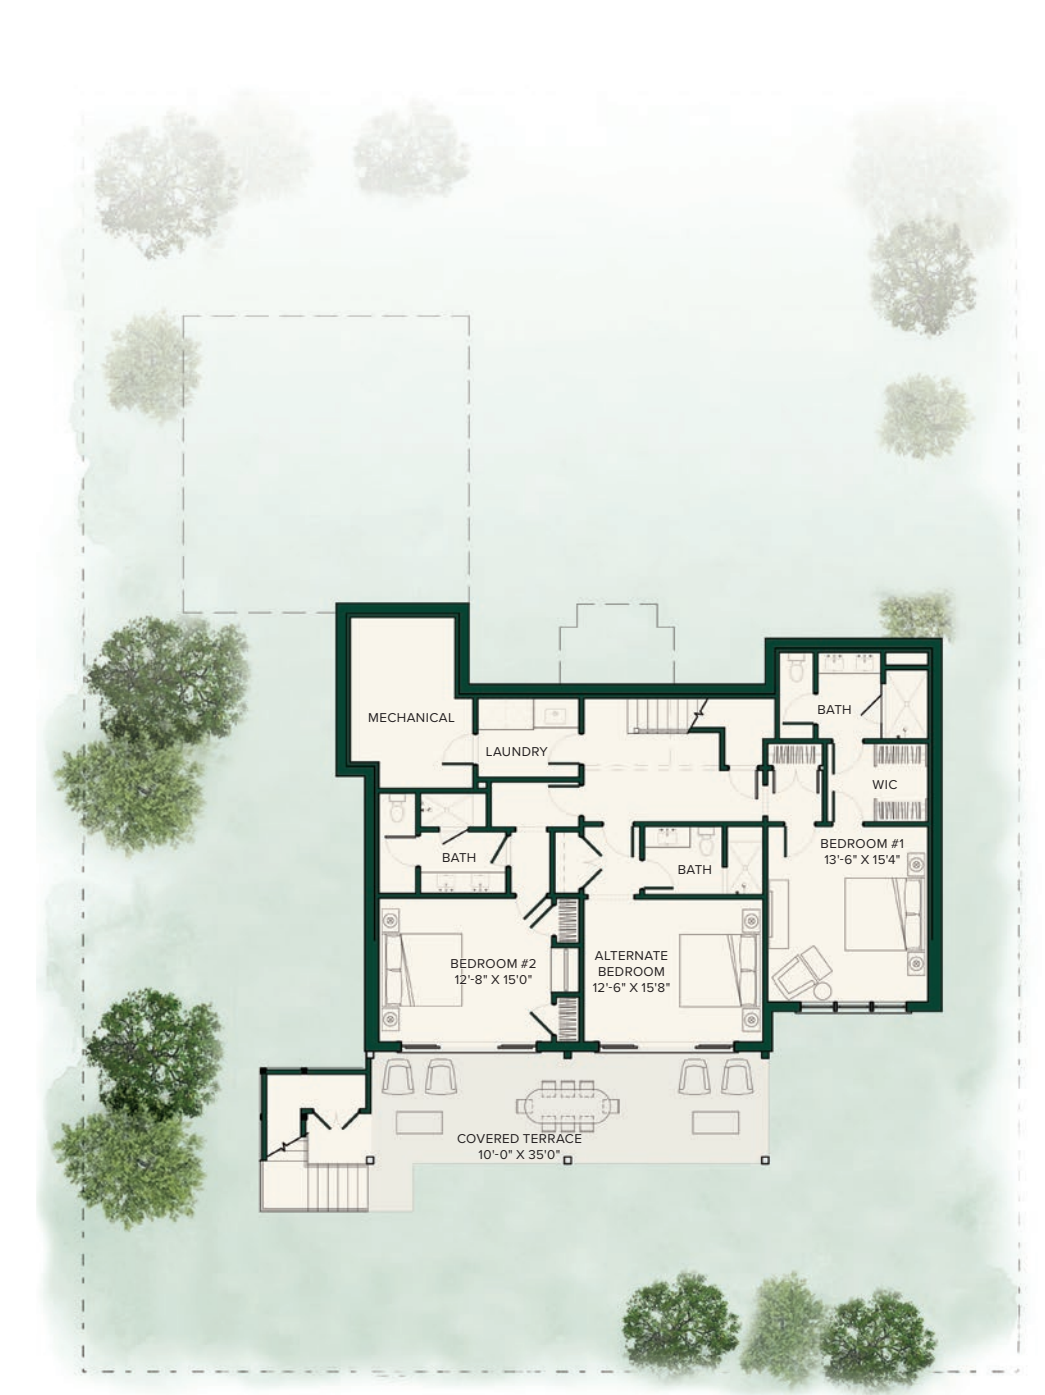 MECHANICAL
LAUNDRY
BATH
WIC
BEDROOM #1
13'-6" X 15'4"
BATH
BATH
BEDROOM #2
12'-8" X 15'0"
ALTERNATE
BEDROOM
12'-6" X 15'8"
COVERED TERRACE
10'-0" X 35'0"